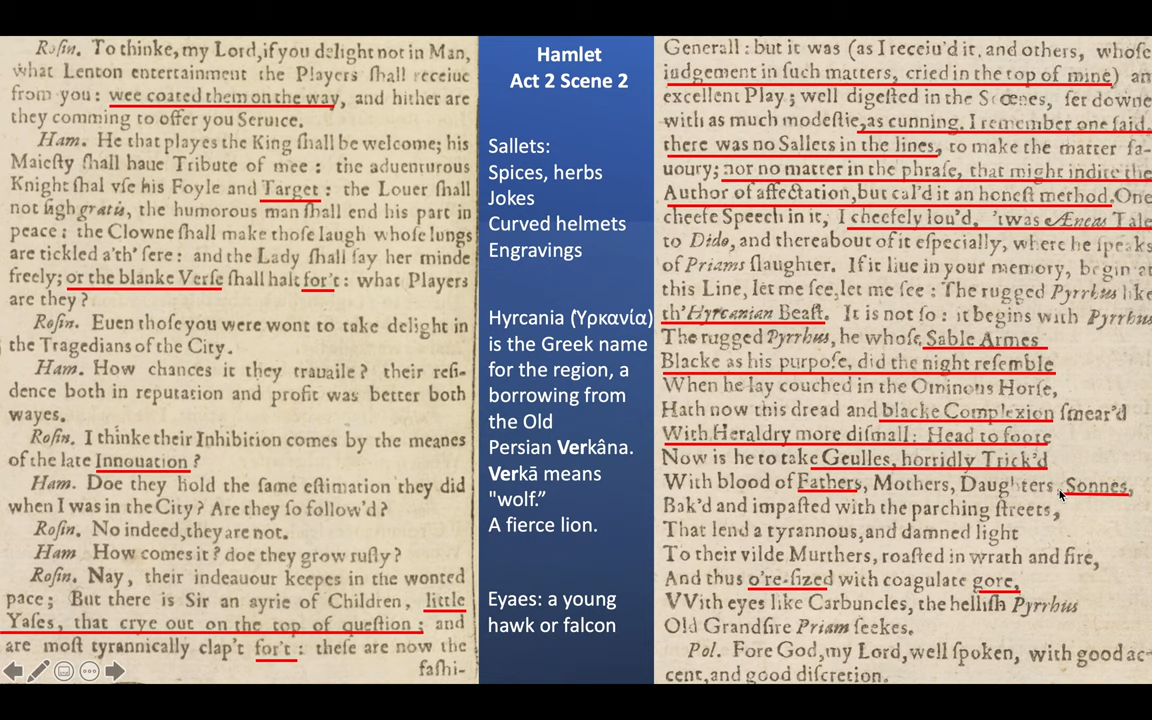 Rosin. To thinke, my Lord, if you delight not in Man,
what Lenton entertainment the Players ſhall receiue
from you: wee coated them on the way, and hither are
they comming to offer you Seruice.
Ham. He that playes the King ſhall be welcome; his
Maieſty ſhall haue Tribute of mee: the aduenturous
Knight ſhal vſe his Foyle and Target: the Louer ſhall
not ſigh gratis, the humorous man ſhall end his part in
peace: the Clowne ſhall make thoſe laugh whoſe lungs
are tickled a'th' ſere: and the Lady ſhall ſay her minde
freely; or the blanke Verſe ſhall halt for't: what Players
are they?
Roſin. Euen thoſe you were wont to take delight in
the Tragedians of the City.
Ham. How chances it they trauaile? their reſi-
dence both in reputation and profit was better both
wayes.
Roſin. I thinke their Inhibition comes by the meanes
of the late Innouation?
Ham. Doe they hold the ſame eſtimation they did
when I was in the City? Are they ſo follow'd?
Roſin. No indeed, they are not.
Ham How comes it? doe they grow ruſty?
Roſin. Nay, their indeauour keepes in the wonted
pace; But there is Sir an ayrie of Children, little
Yaſes, that crye out on the top of queſtion; and
are moſt tyrannically clap't for't: theſe are now the
faſhi-
Hamlet
Act 2 Scene 2
Sallets:
Spices, herbs
Jokes
Curved helmets
Engravings
Hyrcania (Ὑρκανία)
is the Greek name
for the region, a
borrowing from
the Old
Persian Verkâna.
Verkā means
"wolf.”
A fierce lion.
Eyaes: a young
hawk or falcon
Generall: but it was (as I receiu'd it, and others, whoſe
judgement in ſuch matters, cried in the top of mine) an
excellent Play; well digeſted in the Scœnes, ſet downe
with as much modeſtie, as cunning. I remember one ſaid,
there was no Sallets in the lines, to make the matter ſa-
uoury; nor no matter in the phraſe, that might indite the
Author of affectation, but cal'd it an honeſt method. One
cheefe Speech in it, I cheefely lou'd, 'twas Æneas Tale
to Dido, and thereabout of it eſpecially, where he ſpeaks
of Priams ſlaughter. If it liue in your memory, begin at
this Line, let me ſee, let me ſee: The rugged Pyrrhus like
th'Hyrcanian Beaſt. It is not ſo: it begins with Pyrrhus
The rugged Pyrrhus, he whoſe Sable Armes
Blacke as his purpoſe, did the night reſemble
When he lay couched in the Ominous Horſe,
Hath now this dread and blacke Complexion ſmear'd
With Heraldry more diſmall: Head to foote
Now is he to take Geulles, horridly Trick'd
With blood of Fathers, Mothers, Daughters, Sonnes,
Bak'd and impaſted with the parching ſtreets,
That lend a tyrannous, and damned light
To their vilde Murthers, roaſted in wrath and fire,
And thus o're-ſized with coagulate gore,
VVith eyes like Carbuncles, the helliſh Pyrrhus
Old Grandſire Priam ſeekes.
Pol. Fore God, my Lord, well ſpoken, with good ac-
cent, and good diſcretion.